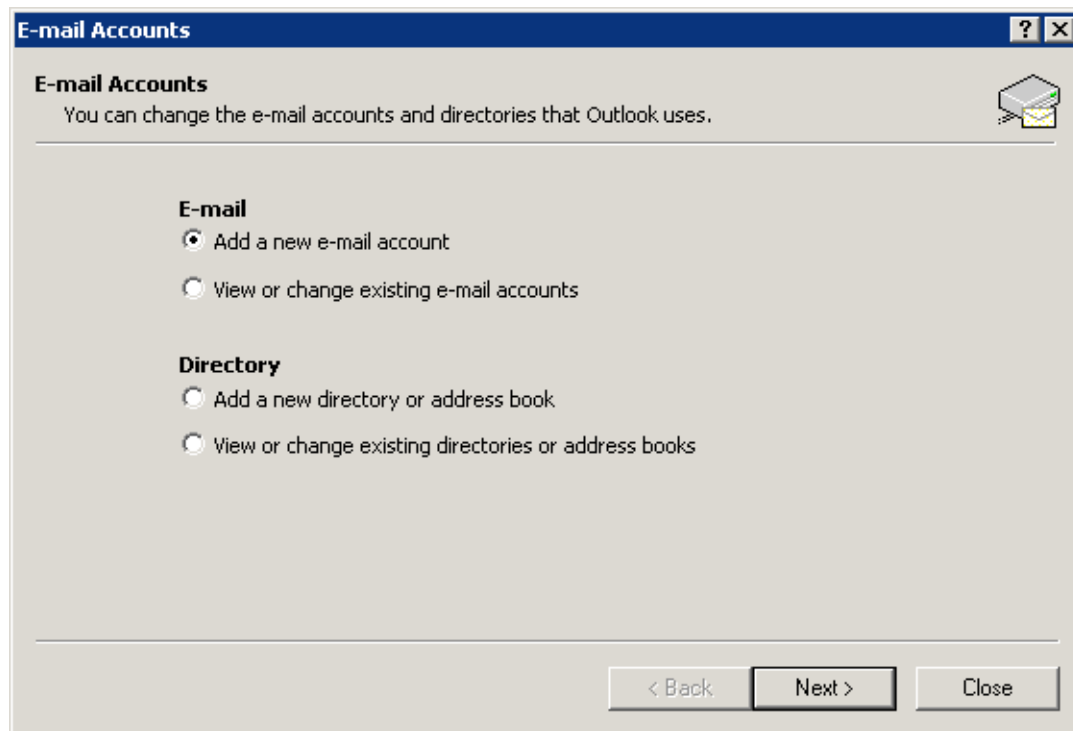 E-mail Accounts
E-mail Accounts
You can change the e-mail accounts and directories that Outlook uses.
E-mail
Add a new e-mail account
View or change existing e-mail accounts
Directory
Add a new directory or address book
View or change existing directories or address books
< Back
Next >
Close